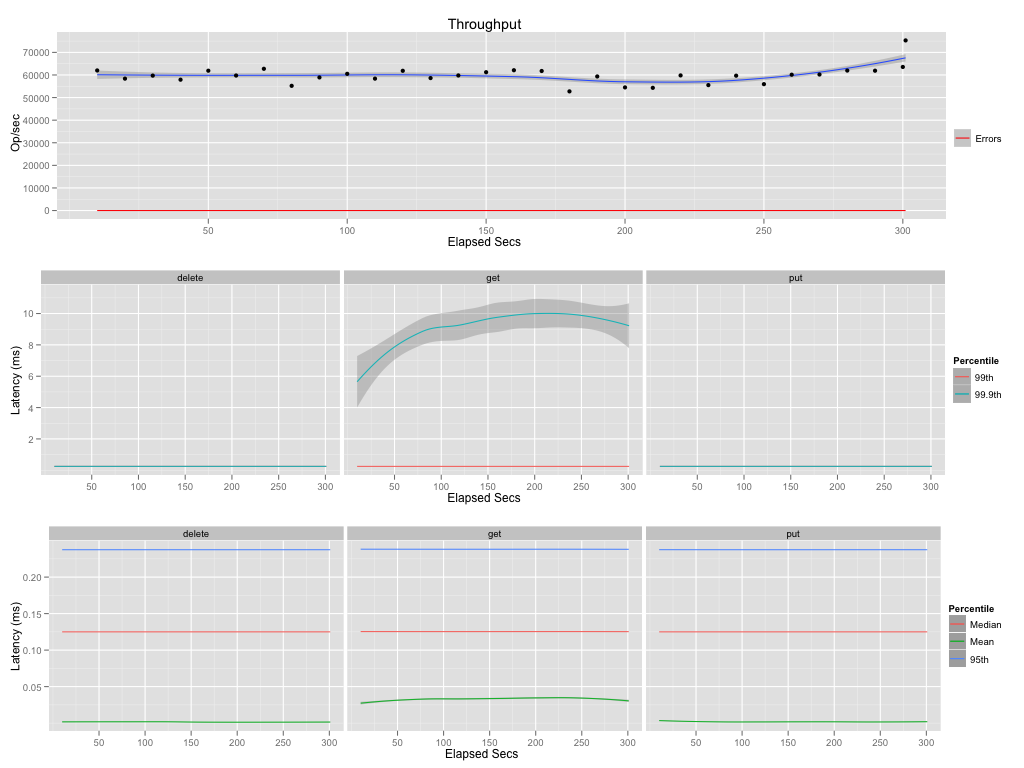 Throughput
70000
60000
50000
40000
30000
20000
10000
0
Op/sec
50 100 150 200 250 300
Elapsed Secs
Errors
delete get put
10
8
6
4
2
Latency (ms)
50 100 150 200 250 300 50 100 150 200 250 300 50 100 150 200 250 300
Elapsed Secs
Percentile
99th
99.9th
delete get put
0.20
0.15
0.10
0.05
Latency (ms)
50 100 150 200 250 300 50 100 150 200 250 300 50 100 150 200 250 300
Elapsed Secs
Percentile
Median
Mean
95th